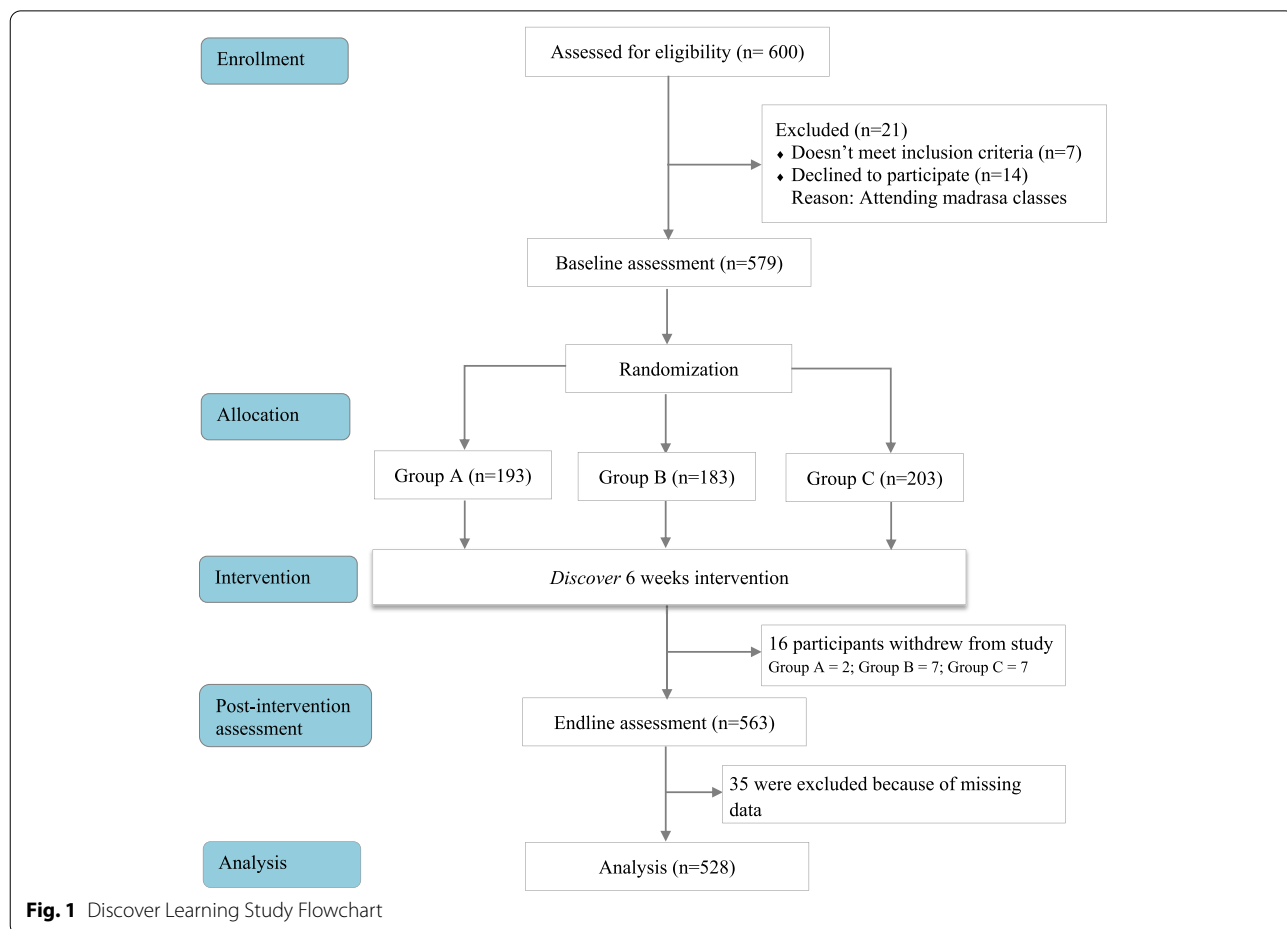 Enrollment
Assessed for eligibility (n= 600)
Excluded (n=21)
♦ Doesn't meet inclusion criteria (n=7)
♦ Declined to participate (n=14)
Reason: Attending madrasa classes
Baseline assessment (n=579)
Randomization
Allocation
Group A (n=193)
Group B (n=183)
Group C (n=203)
Intervention
Discover 6 weeks intervention
16 participants withdrew from study
Group A = 2; Group B = 7; Group C = 7
Post-intervention
assessment
Endline assessment (n=563)
35 were excluded because of missing
data
Analysis
Analysis (n=528)
Fig. 1 Discover Learning Study Flowchart